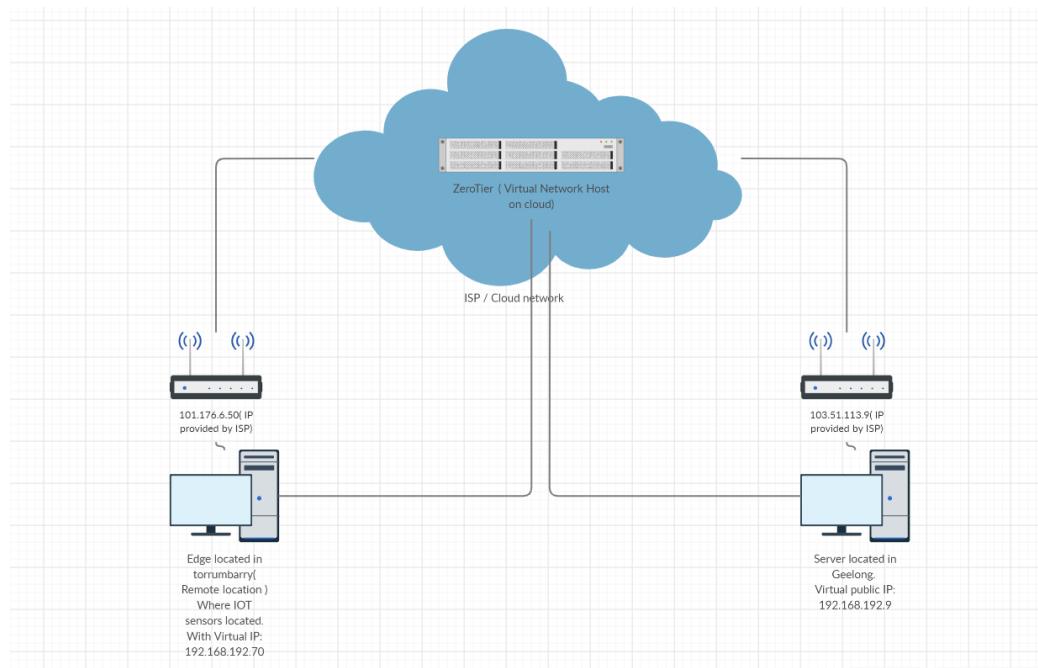 ZeroTier ( Virtual Network Host
on cloud)
ISP / Cloud network
101.176.6.50( IP
provided by ISP)
103.51.113.9( IP
provided by ISP)
Edge located in
torrumbarry(
Remote location )
Where IOT
sensors located.
With Virtual IP:
192.168.192.70
Server located in
Geelong.
Virtual public IP:
192.168.192.9